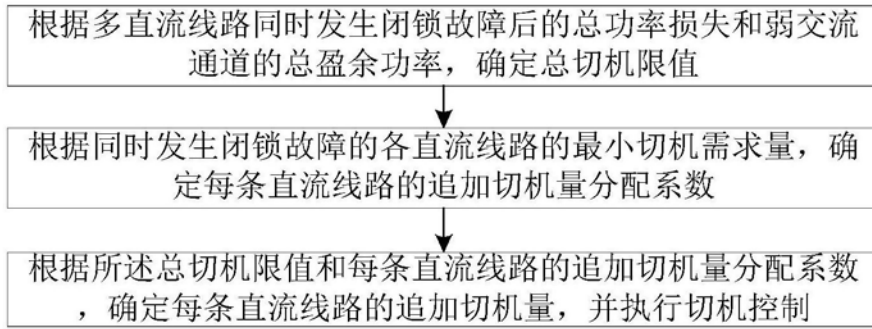 根据多直流线路同时发生闭锁故障后的总功率损失和弱交流
通道的总盈余功率，确定总切机限值
根据同时发生闭锁故障的各直流线路的最小切机需求量，确
定每条直流线路的追加切机量分配系数
根据所述总切机限值和每条直流线路的追加切机量分配系数
，确定每条直流线路的追加切机量，并执行切机控制